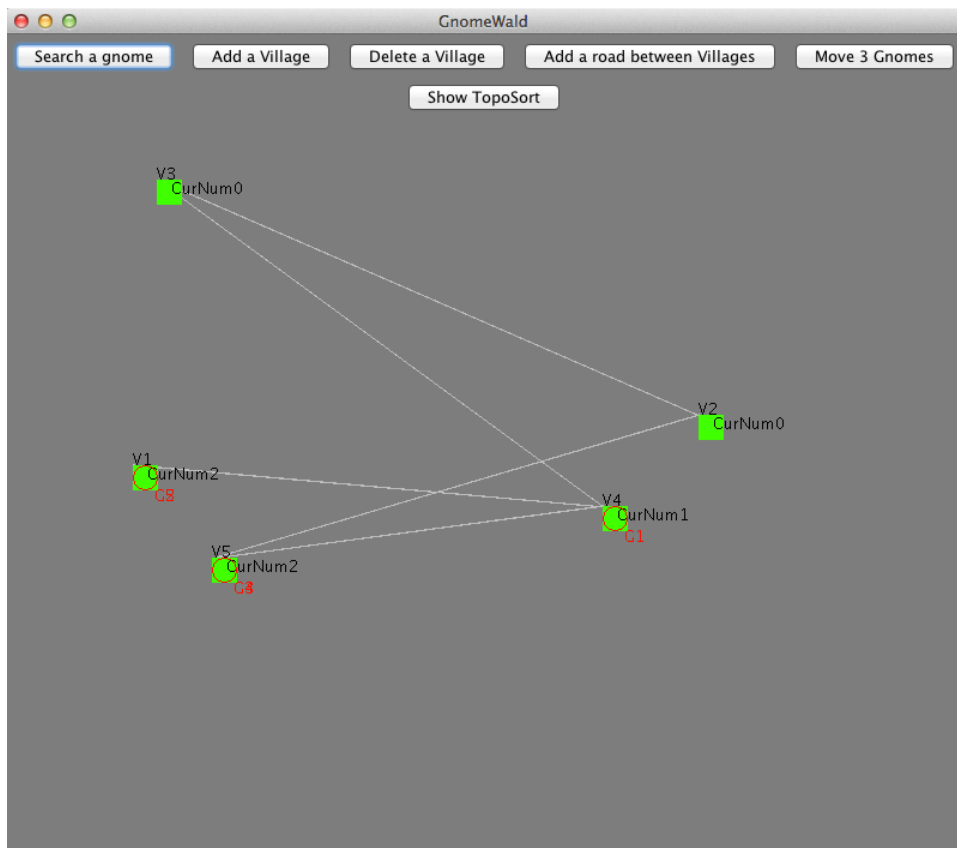 GnomeWald
Search a gnome Add a Village Delete a Village Add a road between Villages Move 3 Gnomes
Show TopoSort
V3
CurNum0
V2
CurNum0
V1
CurNum2
V4
CurNum1
G1
V5
CurNum2